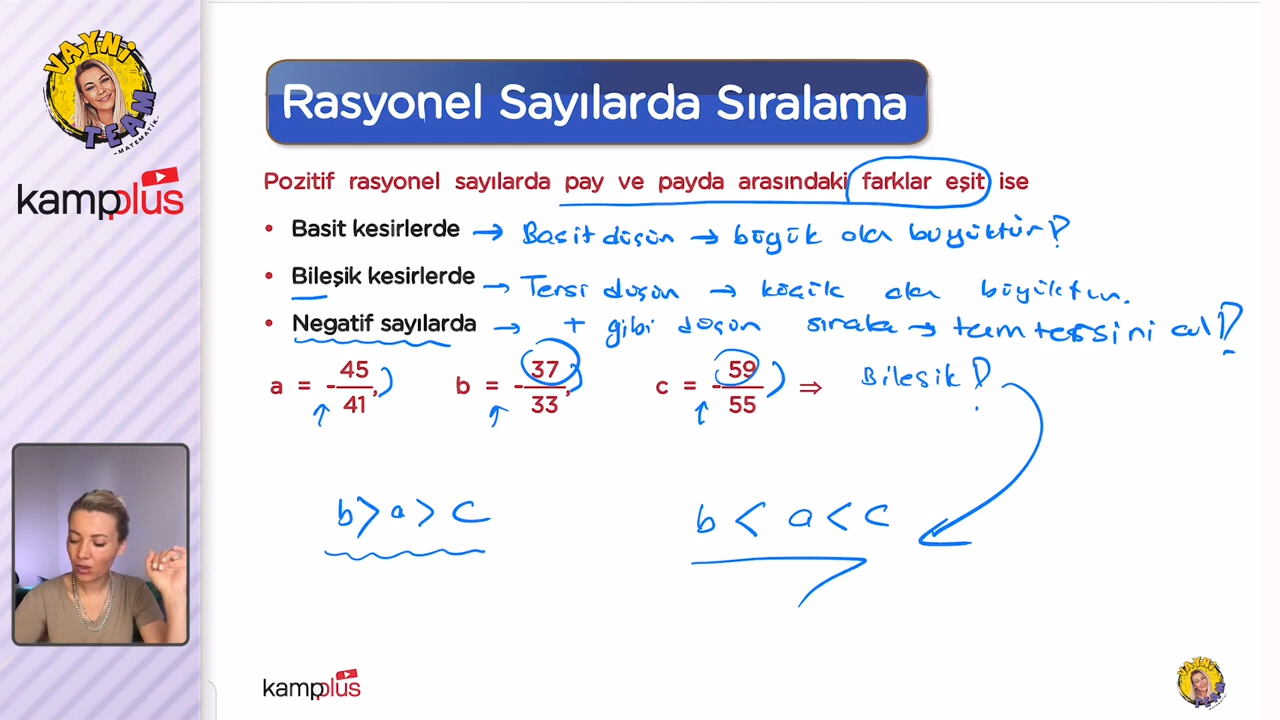 VAYNİ
TEAM
-MATEMATİK-
kampplus
Rasyonel Sayılarda Sıralama
Pozitif rasyonel sayılarda pay ve payda arasındaki farklar eşit ise
• Basit kesirlerde → Basit düşün → büyük olan büyüktür!
• Bileşik kesirlerde → Tersi düşün → küçük olan büyüktür.
• Negatif sayılarda → + gibi düşün sırala → tam tersini al!
a = -45/41, b = -37/33, c = -59/55 ⇒ Bileşik!
b > a > c b < a < c
kampplus
VAYNİ
TEAM